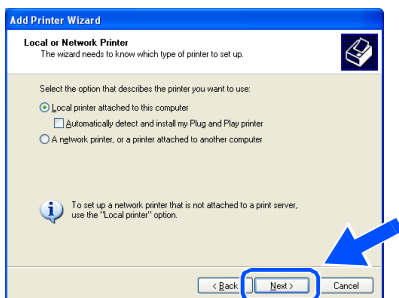 Add Printer Wizard
Local or Network Printer
The wizard needs to know which type of printer to set up.
Select the option that describes the printer you want to use:
Local printer attached to this computer
Automatically detect and install my Plug and Play printer
A network printer, or a printer attached to another computer
To set up a network printer that is not attached to a print server,
use the "Local printer" option.
< Back Next > Cancel